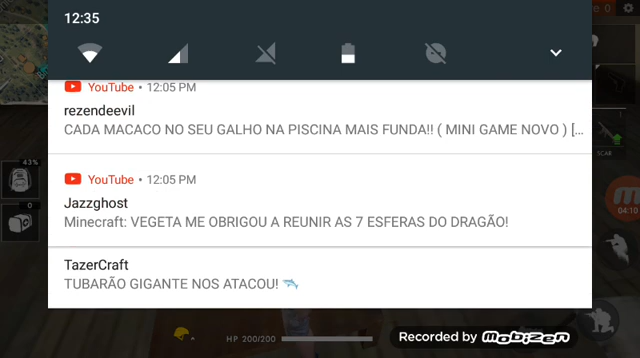 12:35
YouTube • 12:05 PM
rezendeevil
CADA MACACO NO SEU GALHO NA PISCINA MAIS FUNDA!! ( MINI GAME NOVO ) [...
YouTube • 12:05 PM
Jazzghost
Minecraft: VEGETA ME OBRIGOU A REUNIR AS 7 ESFERAS DO DRAGÃO!
TazerCraft
TUBARÃO GIGANTE NOS ATACOU! 🐬
43%
0
0
SCAR
04:10
HP 200/200
Recorded by MOBIZEN